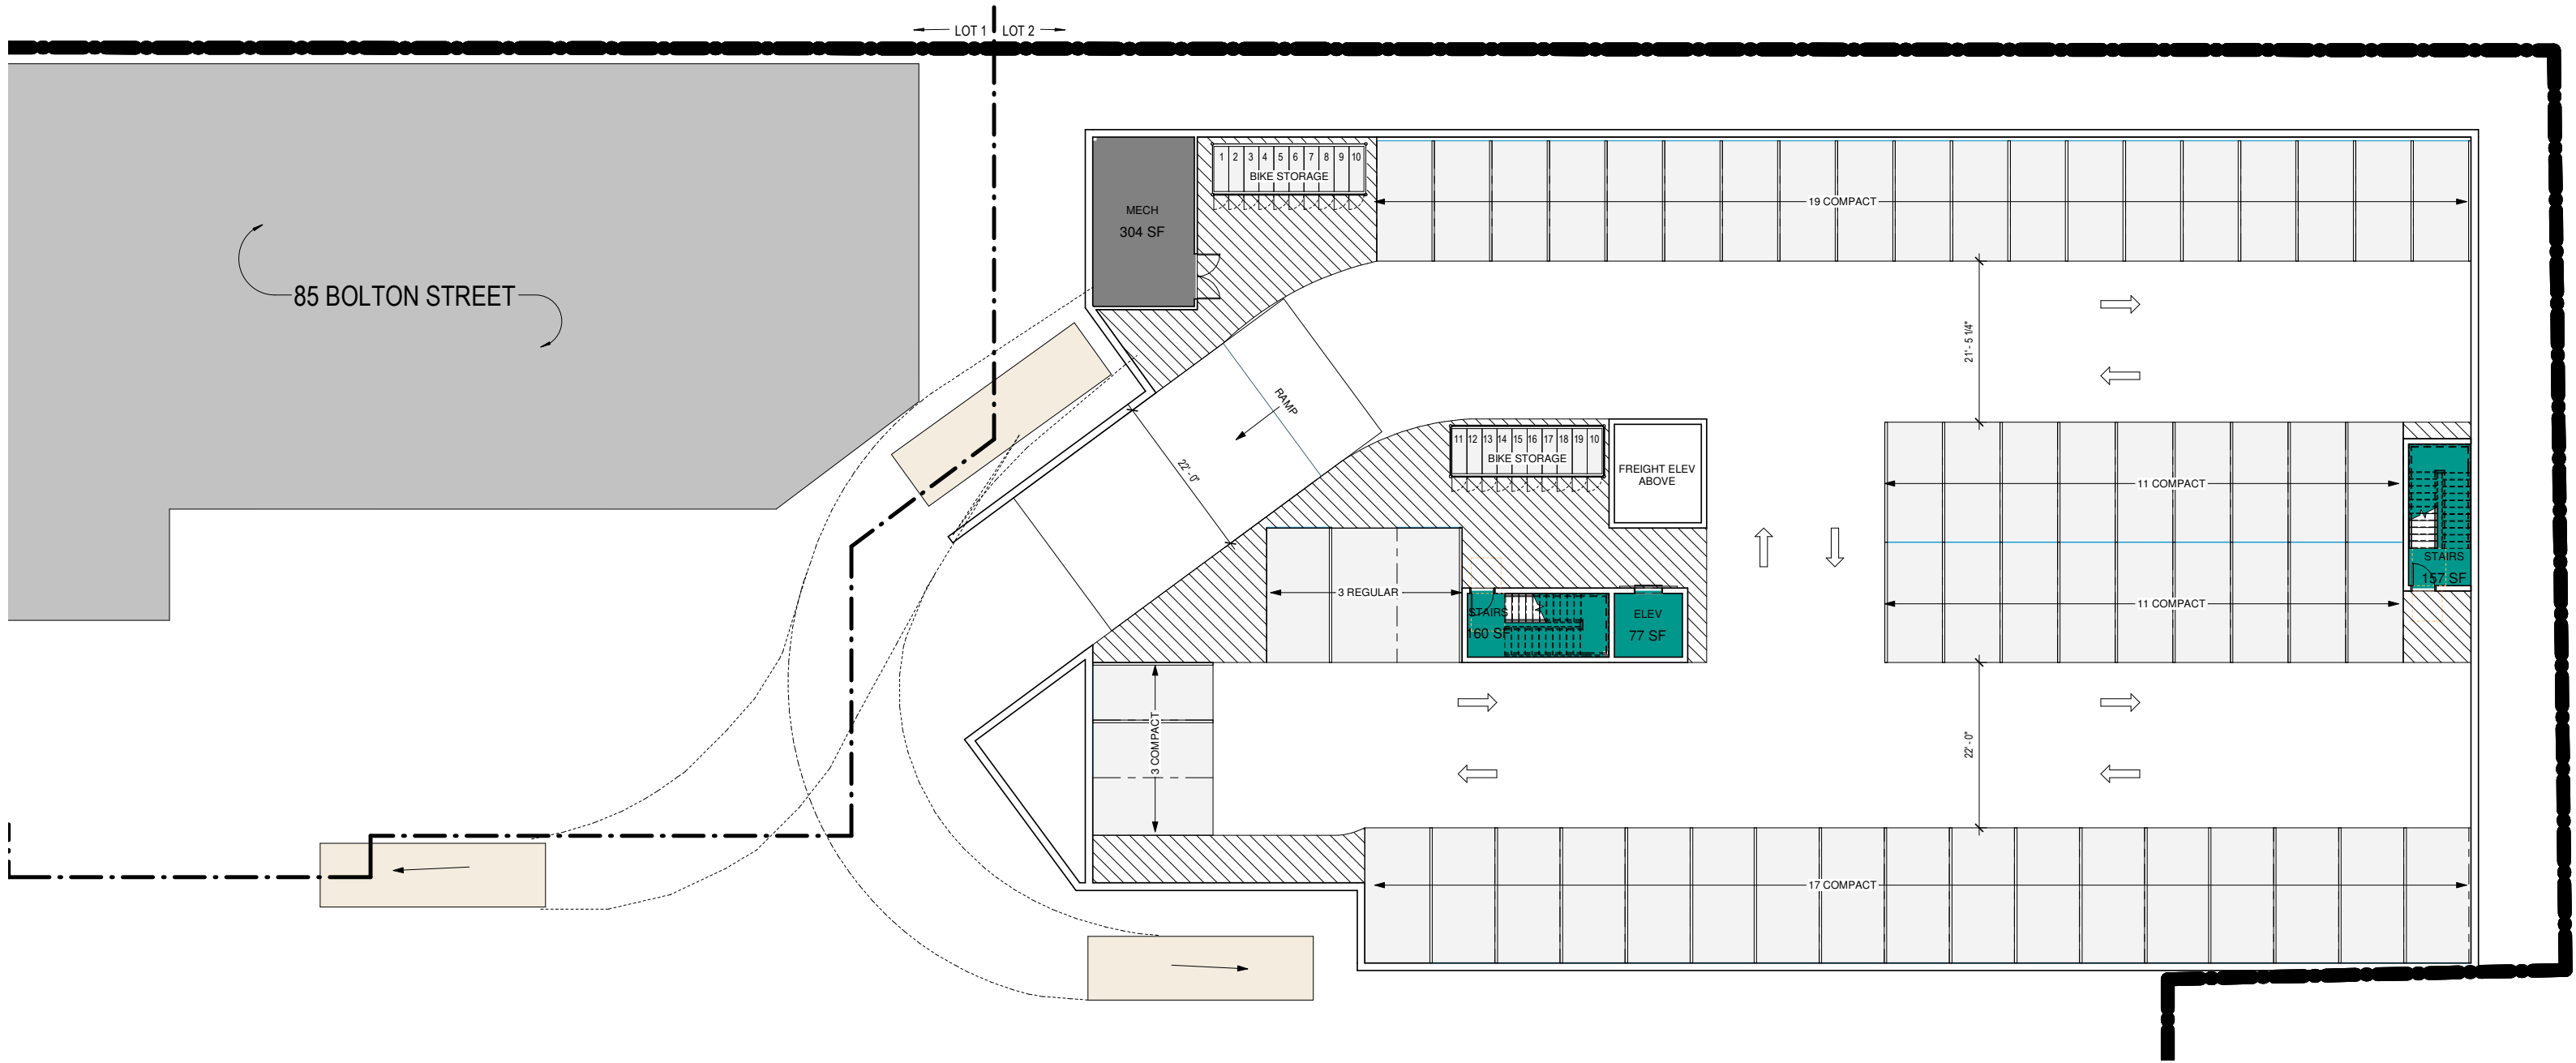 LOT 1 LOT 2
1 2 3 4 5 6 7 8 9 10
BIKE STORAGE
MECH
304 SF
19 COMPACT
85 BOLTON STREET
21' - 5 1/4"
RAMP
22' - 0"
11 12 13 14 15 16 17 18 19 10
BIKE STORAGE
FREIGHT ELEV
ABOVE
11 COMPACT
STAIRS
157 SF
3 REGULAR
STAIRS
160 SF
ELEV
77 SF
11 COMPACT
3 COMPACT
22' - 0"
17 COMPACT